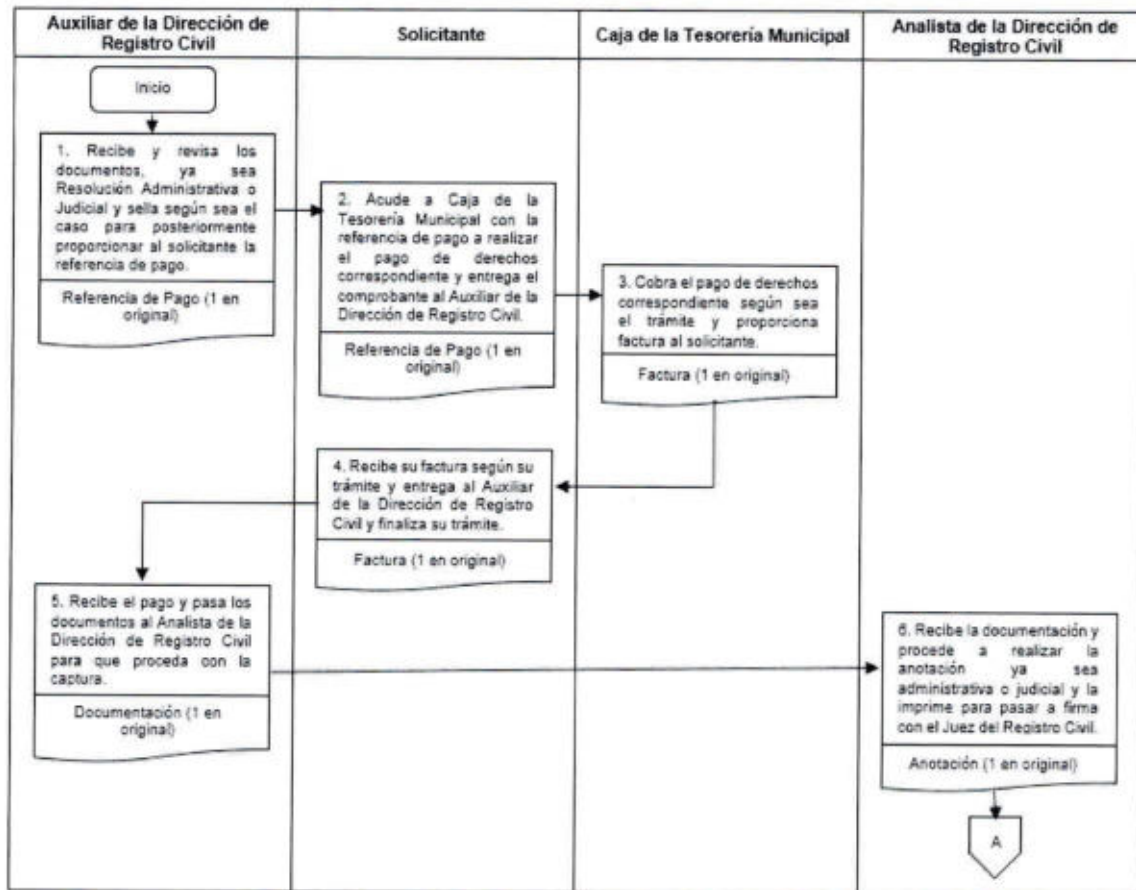 Auxiliar de la Dirección de
Registro Civil
Solicitante
Caja de la Tesorería Municipal
Analista de la Dirección de
Registro Civil
Inicio
1. Recibe y revisa los
documentos, ya sea
Resolución Administrativa o
Judicial y sella según sea el
caso para posteriormente
proporcionar al solicitante la
referencia de pago.
Referencia de Pago (1 en
original)
2. Acude a Caja de la
Tesorería Municipal con la
referencia de pago a realizar
el pago de derechos
correspondiente y entrega el
comprobante al Auxiliar de la
Dirección de Registro Civil.
Referencia de Pago (1 en
original)
3. Cobra el pago de derechos
correspondiente según sea
el trámite y proporciona
factura al solicitante.
Factura (1 en original)
4. Recibe su factura según su
trámite y entrega al Auxiliar
de la Dirección de Registro
Civil y finaliza su trámite.
Factura (1 en original)
5. Recibe el pago y pasa los
documentos al Analista de la
Dirección de Registro Civil
para que proceda con la
captura.
Documentación (1 en
original)
6. Recibe la documentación y
procede a realizar la
anotación ya sea
administrativa o judicial y la
imprime para pasar a firma
con el Juez del Registro Civil.
Anotación (1 en original)
A